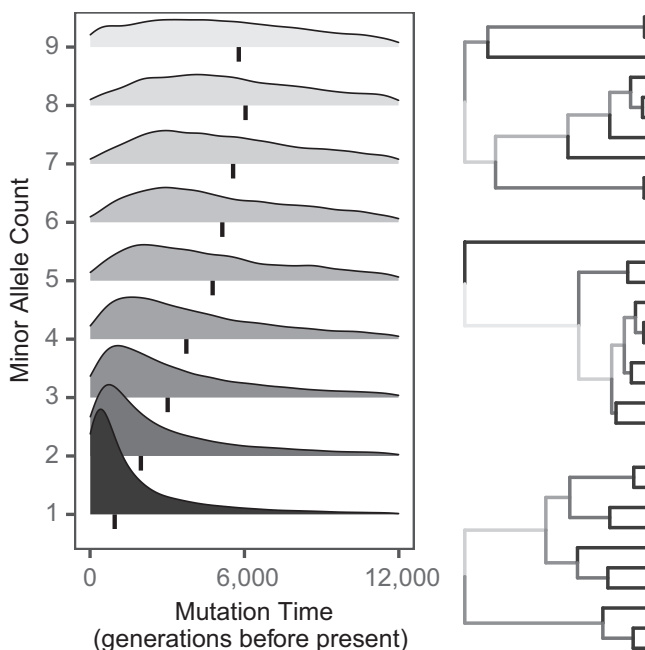 Minor Allele Count
9
8
7
6
5
4
3
2
1
0 6,000 12,000
Mutation Time
(generations before present)